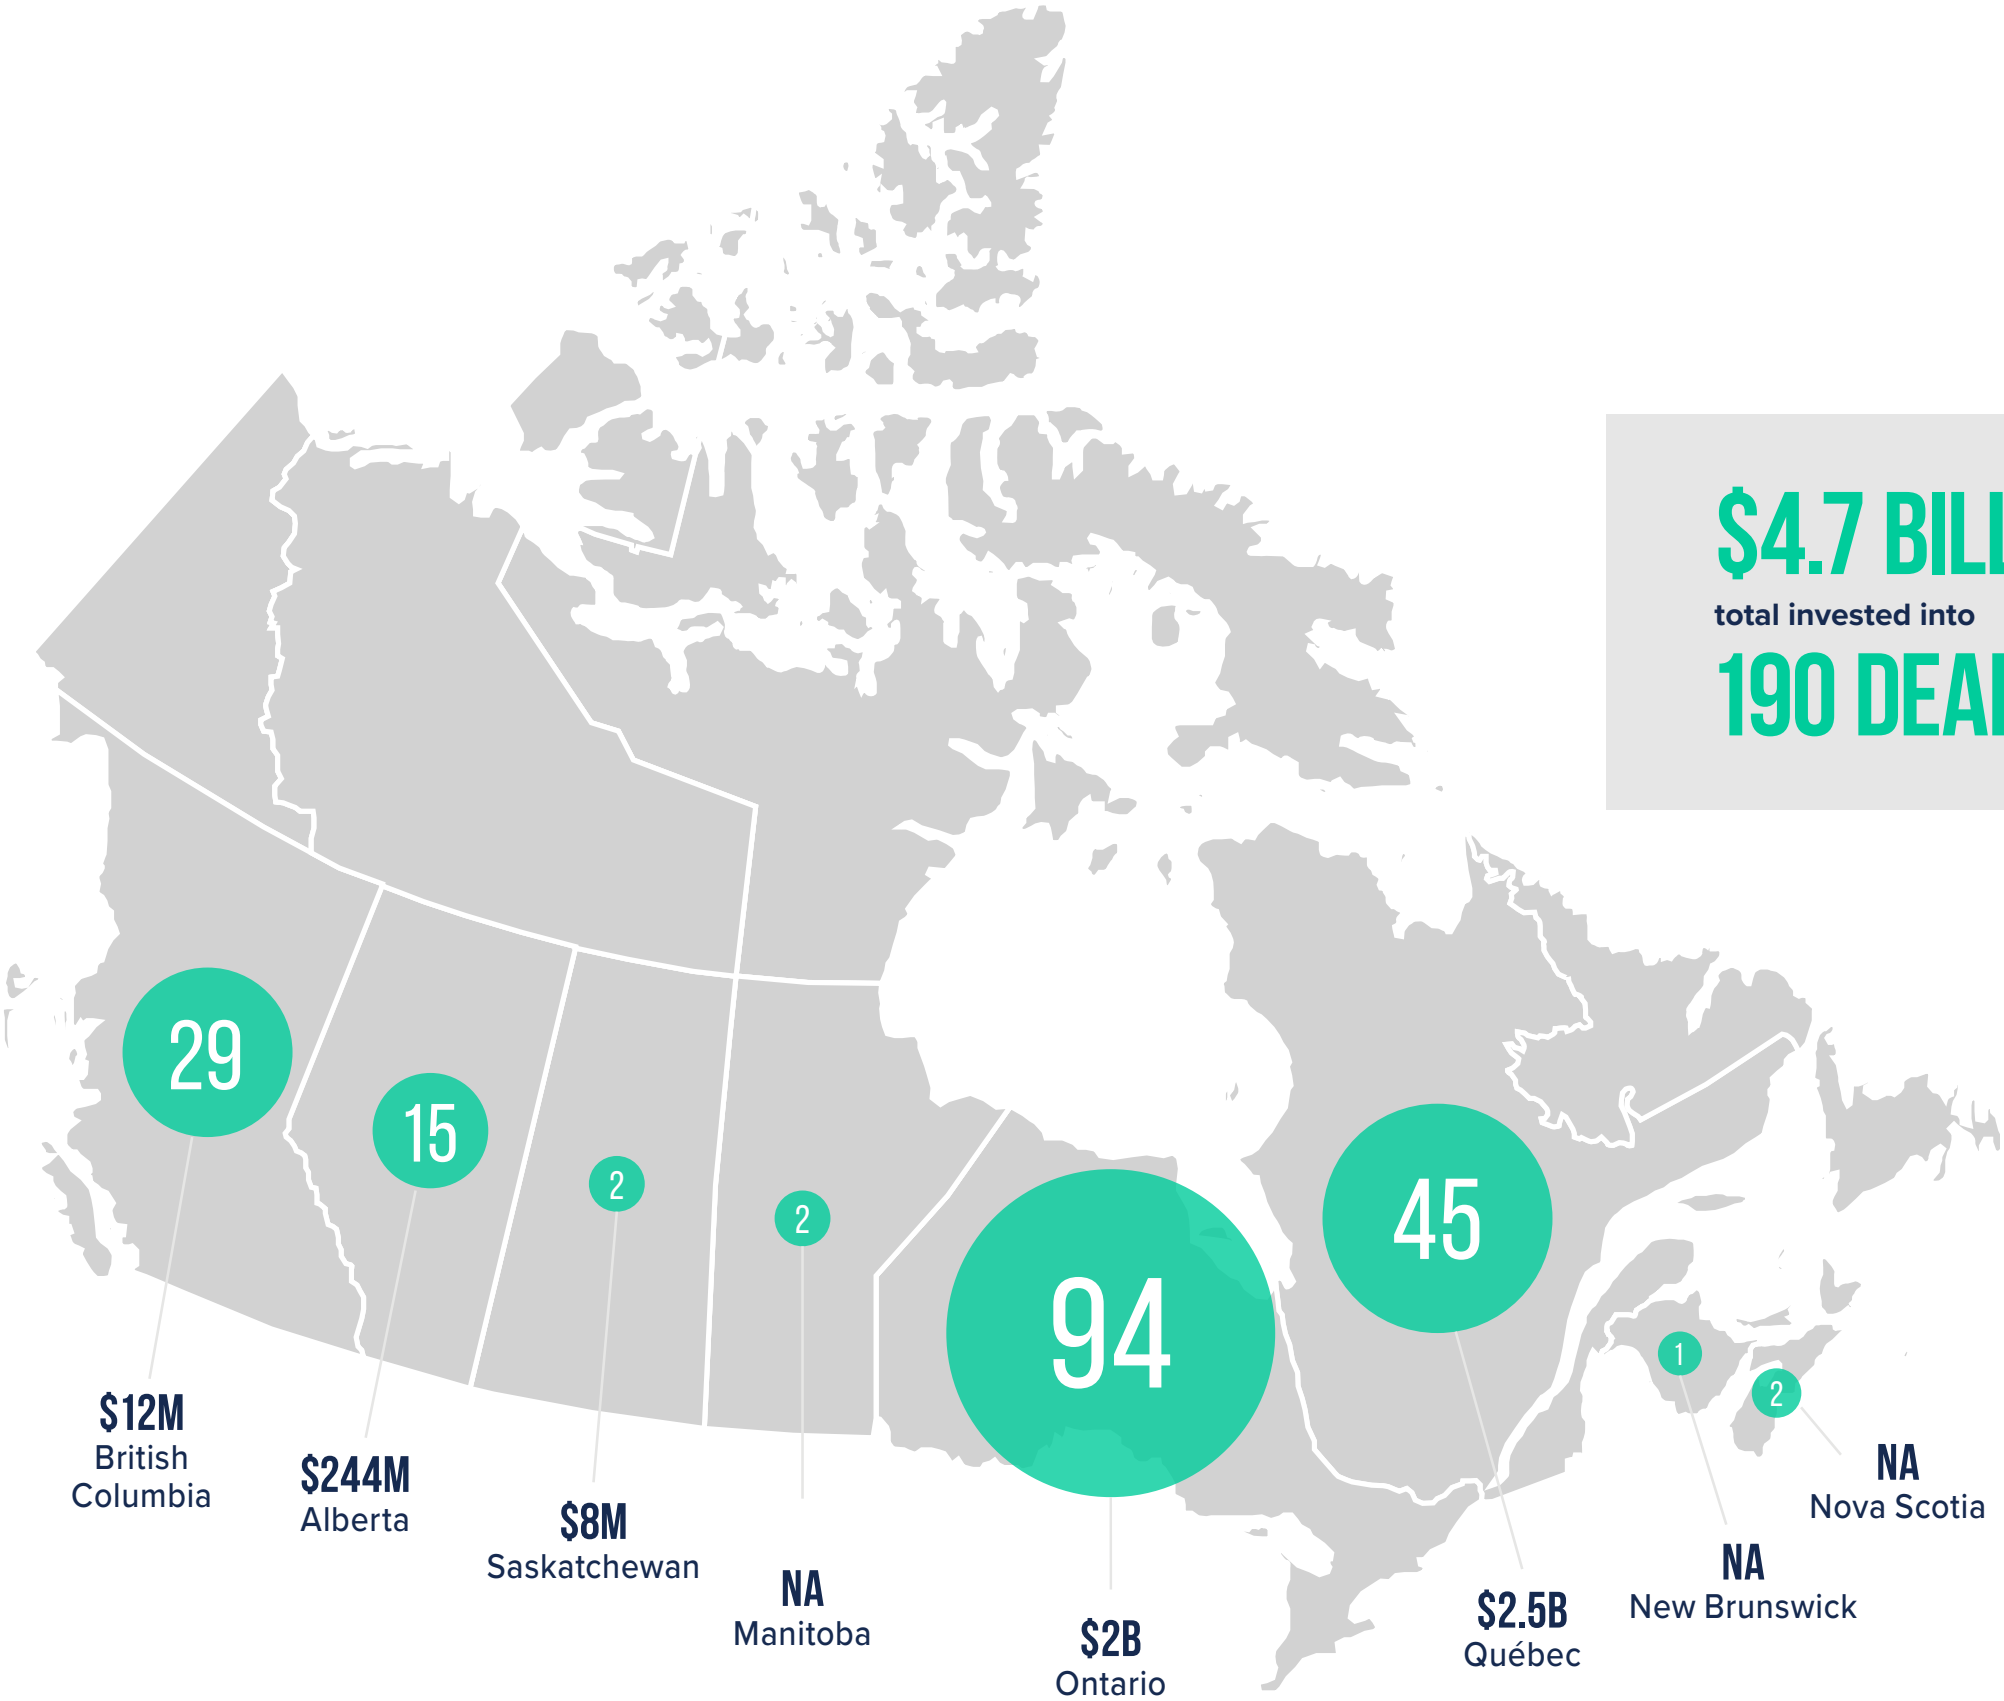 $4.7 BILL
total invested into
190 DEAL
29
15
2
2
94
45
1
2
$12M
British
Columbia
$244M
Alberta
$8M
Saskatchewan
NA
Manitoba
$2B
Ontario
$2.5B
Québec
NA
New Brunswick
NA
Nova Scotia